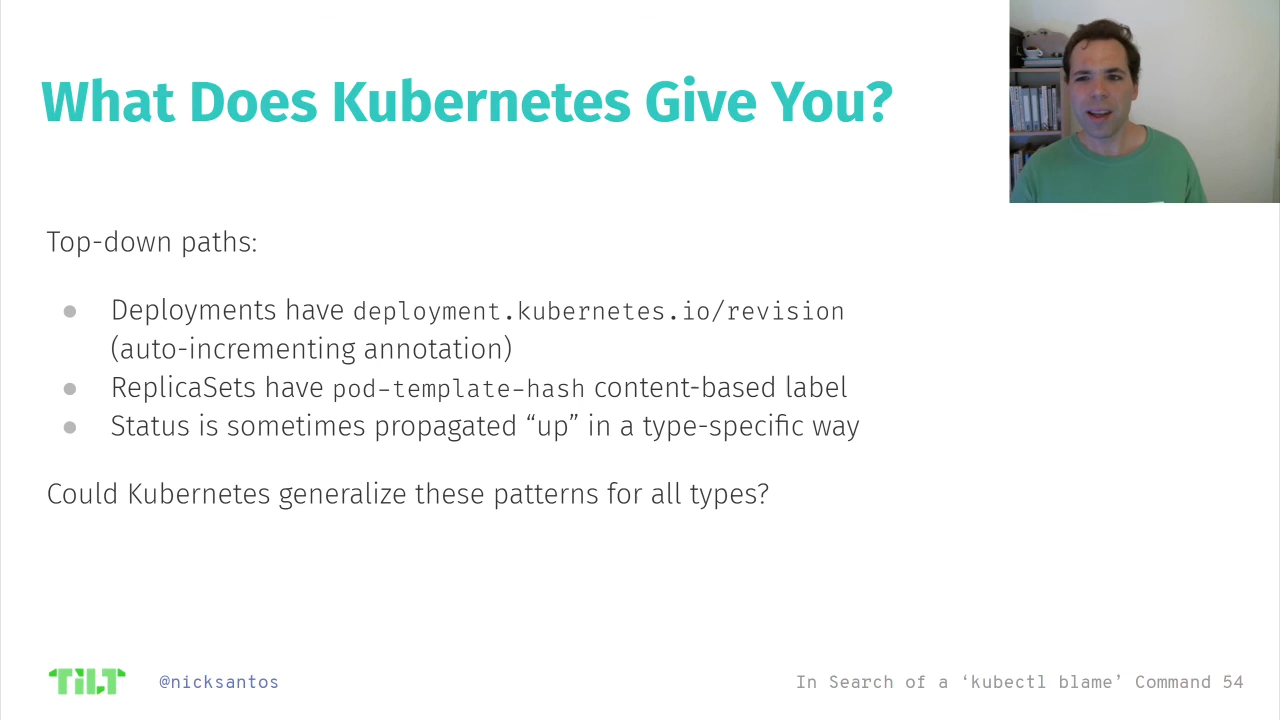 What Does Kubernetes Give You?
Top-down paths:
Deployments have deployment.kubernetes.io/revision
(auto-incrementing annotation)
ReplicaSets have pod-template-hash content-based label
Status is sometimes propagated “up” in a type-specific way
Could Kubernetes generalize these patterns for all types?
TILT
@nicksantos
In Search of a ‘kubectl blame’ Command 54